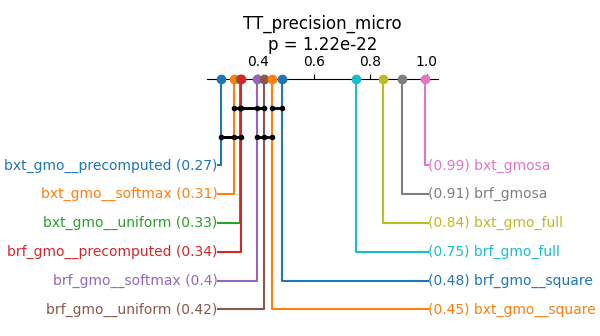 TT_precision_micro
p = 1.22e-22
0.4 0.6 0.8 1.0
bxt_gmo__precomputed (0.27) (0.99) bxt_gmosa
bxt_gmo__softmax (0.31) (0.91) brf_gmosa
bxt_gmo__uniform (0.33) (0.84) bxt_gmo_full
brf_gmo__precomputed (0.34) (0.75) brf_gmo_full
brf_gmo__softmax (0.4) (0.48) brf_gmo__square
brf_gmo__uniform (0.42) (0.45) bxt_gmo__square